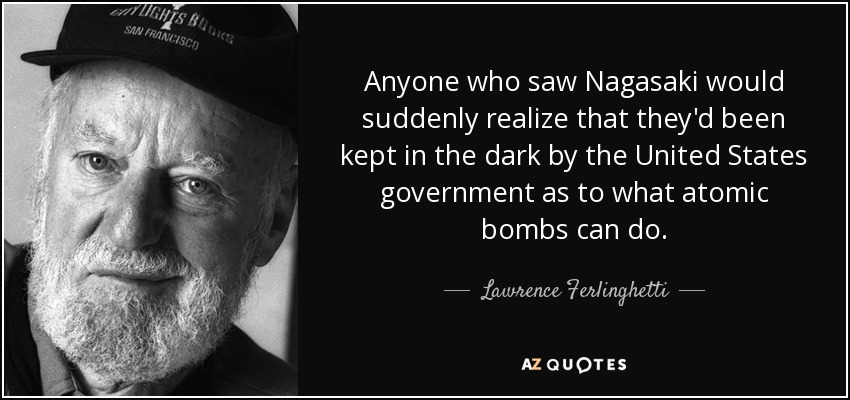 CITY LIGHTS BOOKS
SAN FRANCISCO
Anyone who saw Nagasaki would
suddenly realize that they'd been
kept in the dark by the United States
government as to what atomic
bombs can do.
Lawrence Ferlinghetti
AZ QUOTES